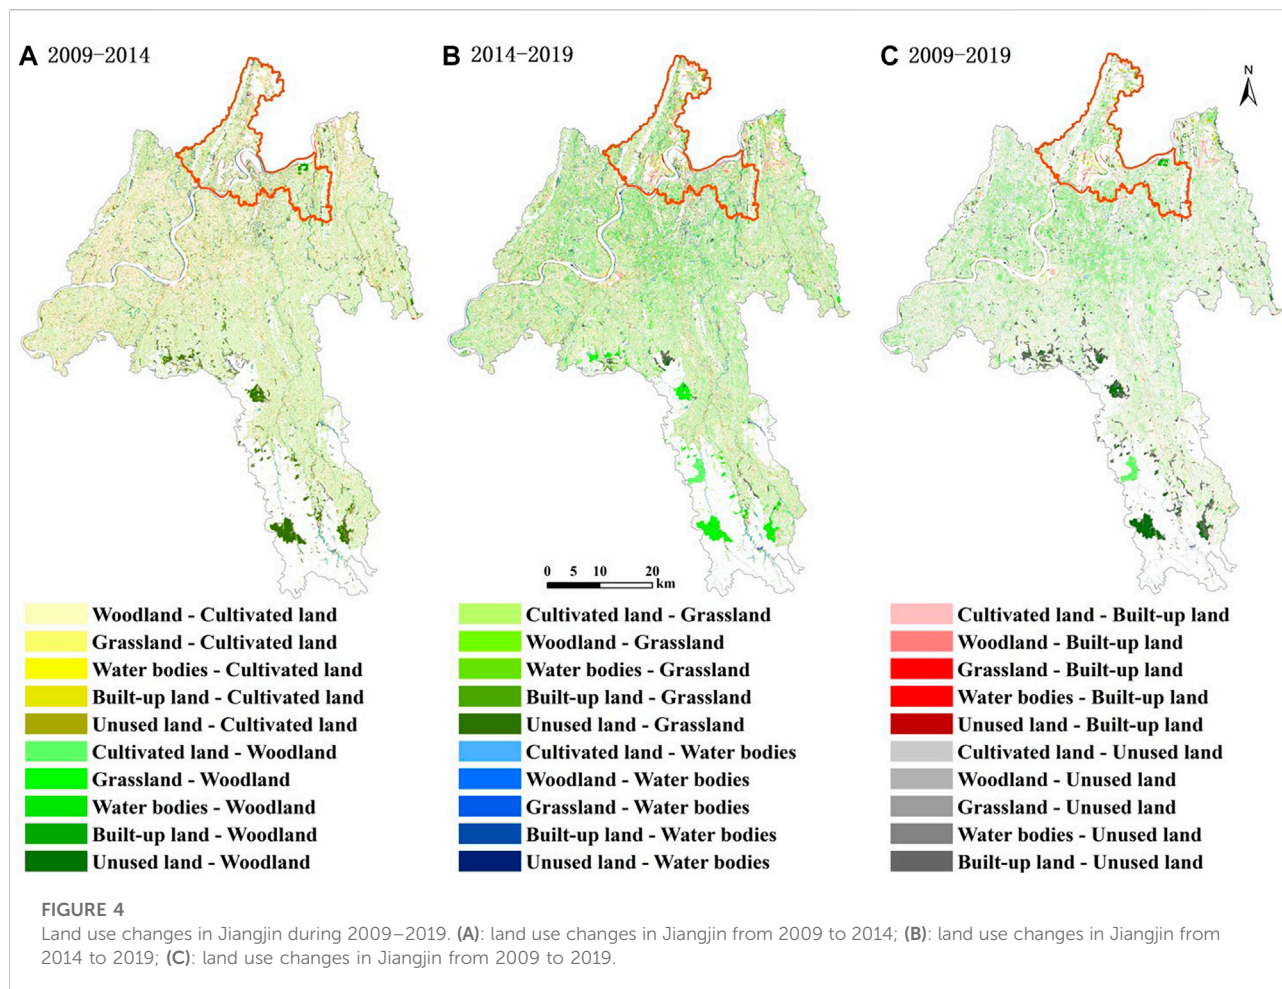 A 2009-2014
B 2014-2019
C 2009-2019
N
0 5 10 20
km
Woodland - Cultivated land
Grassland - Cultivated land
Water bodies - Cultivated land
Built-up land - Cultivated land
Unused land - Cultivated land
Cultivated land - Woodland
Grassland - Woodland
Water bodies - Woodland
Built-up land - Woodland
Unused land - Woodland
Cultivated land - Grassland
Woodland - Grassland
Water bodies - Grassland
Built-up land - Grassland
Unused land - Grassland
Cultivated land - Water bodies
Woodland - Water bodies
Grassland - Water bodies
Built-up land - Water bodies
Unused land - Water bodies
Cultivated land - Built-up land
Woodland - Built-up land
Grassland - Built-up land
Water bodies - Built-up land
Unused land - Built-up land
Cultivated land - Unused land
Woodland - Unused land
Grassland - Unused land
Water bodies - Unused land
Built-up land - Unused land
FIGURE 4
Land use changes in Jiangjin during 2009–2019. (A): land use changes in Jiangjin from 2009 to 2014; (B): land use changes in Jiangjin from
2014 to 2019; (C): land use changes in Jiangjin from 2009 to 2019.